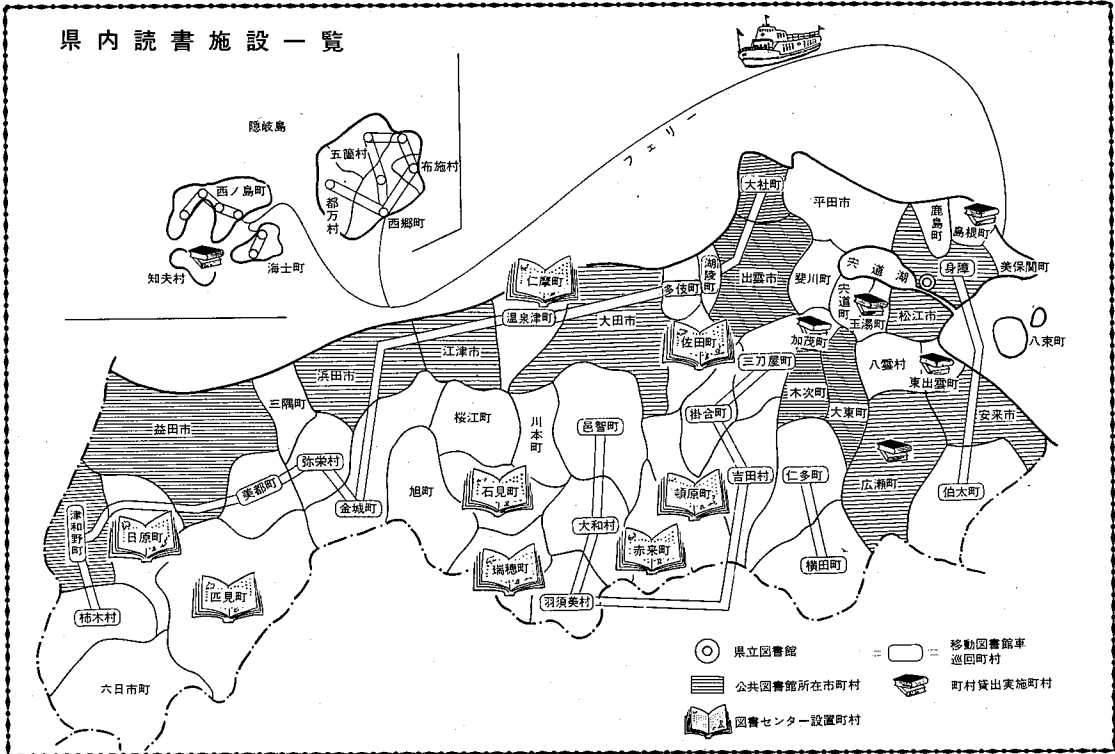 県内読書施設一覧
隠岐島
五箇村
布施村
西ノ島町
都万村
西郷町
知夫村
海士町
フェリー
大社町
平田市
鹿島町
島根町
湖陵町
出雲市
斐川町
宍道湖
身障
美保関町
仁摩町
多伎町
宍道町
玉湯町
松江市
温泉津町
大田市
佐田町
加茂町
八束町
江津市
三刀屋町
八雲村
東出雲町
浜田市
木次町
大東町
安来市
三隅町
桜江町
川本町
邑智町
掛合町
益田市
弥栄村
吉田村
仁多町
広瀬町
美都町
金城町
旭町
石見町
頓原町
伯太町
津和野町
日原町
大和村
赤来町
横田町
匹見町
瑞穂町
柿木村
羽須美村
六日市町
県立図書館
移動図書館車
巡回町村
公共図書館所在市町村
町村貸出実施町村
図書センター設置町村